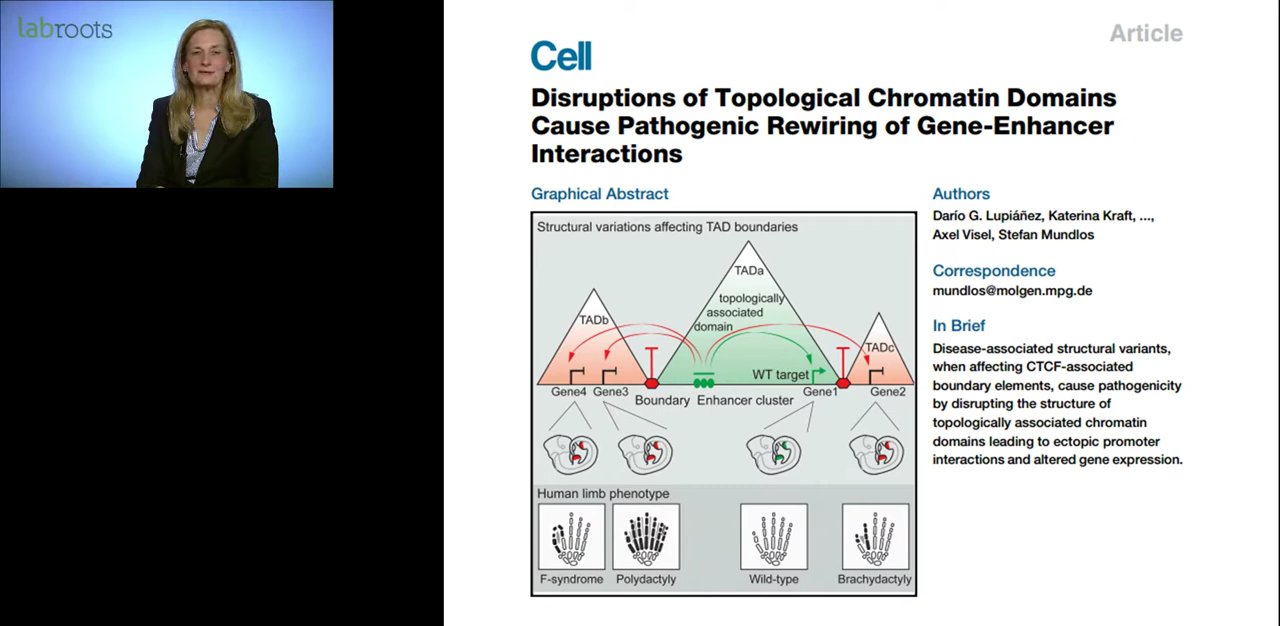 labroots
Article
Cell
Disruptions of Topological Chromatin Domains
Cause Pathogenic Rewiring of Gene-Enhancer
Interactions
Graphical Abstract
Structural variations affecting TAD boundaries
TADa
topologically
associated
domain
TADb
TADc
WT target
Gene4 Gene3
Boundary
Enhancer cluster
Gene1
Gene2
Human limb phenotype
F-syndrome
Polydactyly
Wild-type
Brachydactyly
Authors
Darío G. Lupiáñez, Katerina Kraft, ...,
Axel Visel, Stefan Mundlos
Correspondence
mundlos@molgen.mpg.de
In Brief
Disease-associated structural variants,
when affecting CTCF-associated
boundary elements, cause pathogenicity
by disrupting the structure of
topologically associated chromatin
domains leading to ectopic promoter
interactions and altered gene expression.